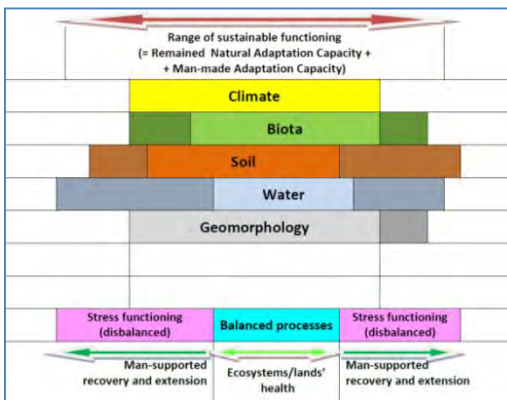 Range of sustainable functioning
(= Remained Natural Adaptation Capacity +
+ Man-made Adaptation Capacity)
Climate
Biota
Soil
Water
Geomorphology
Stress functioning
(disbalanced)
Balanced processes
Stress functioning
(disbalanced)
Man-supported
recovery and extension
Ecosystems/lands'
health
Man-supported
recovery and extension